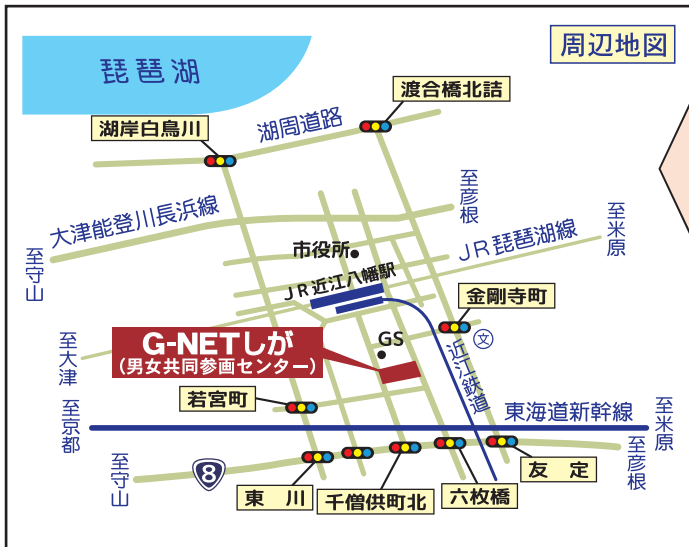 周辺地図
琵琶湖
渡合橋北詰
湖岸白鳥川
湖周道路
至彦根
大津能登川長浜線
至守山
至米原
JR琵琶湖線
市役所
JR近江八幡駅
金剛寺町
文
G-NETしが
(男女共同参画センター)
GS
近江鉄道
至大津
若宮町
至京都
東海道新幹線
至米原
至彦根
至守山
8
東 川
千僧供町北
六枚橋
友 定